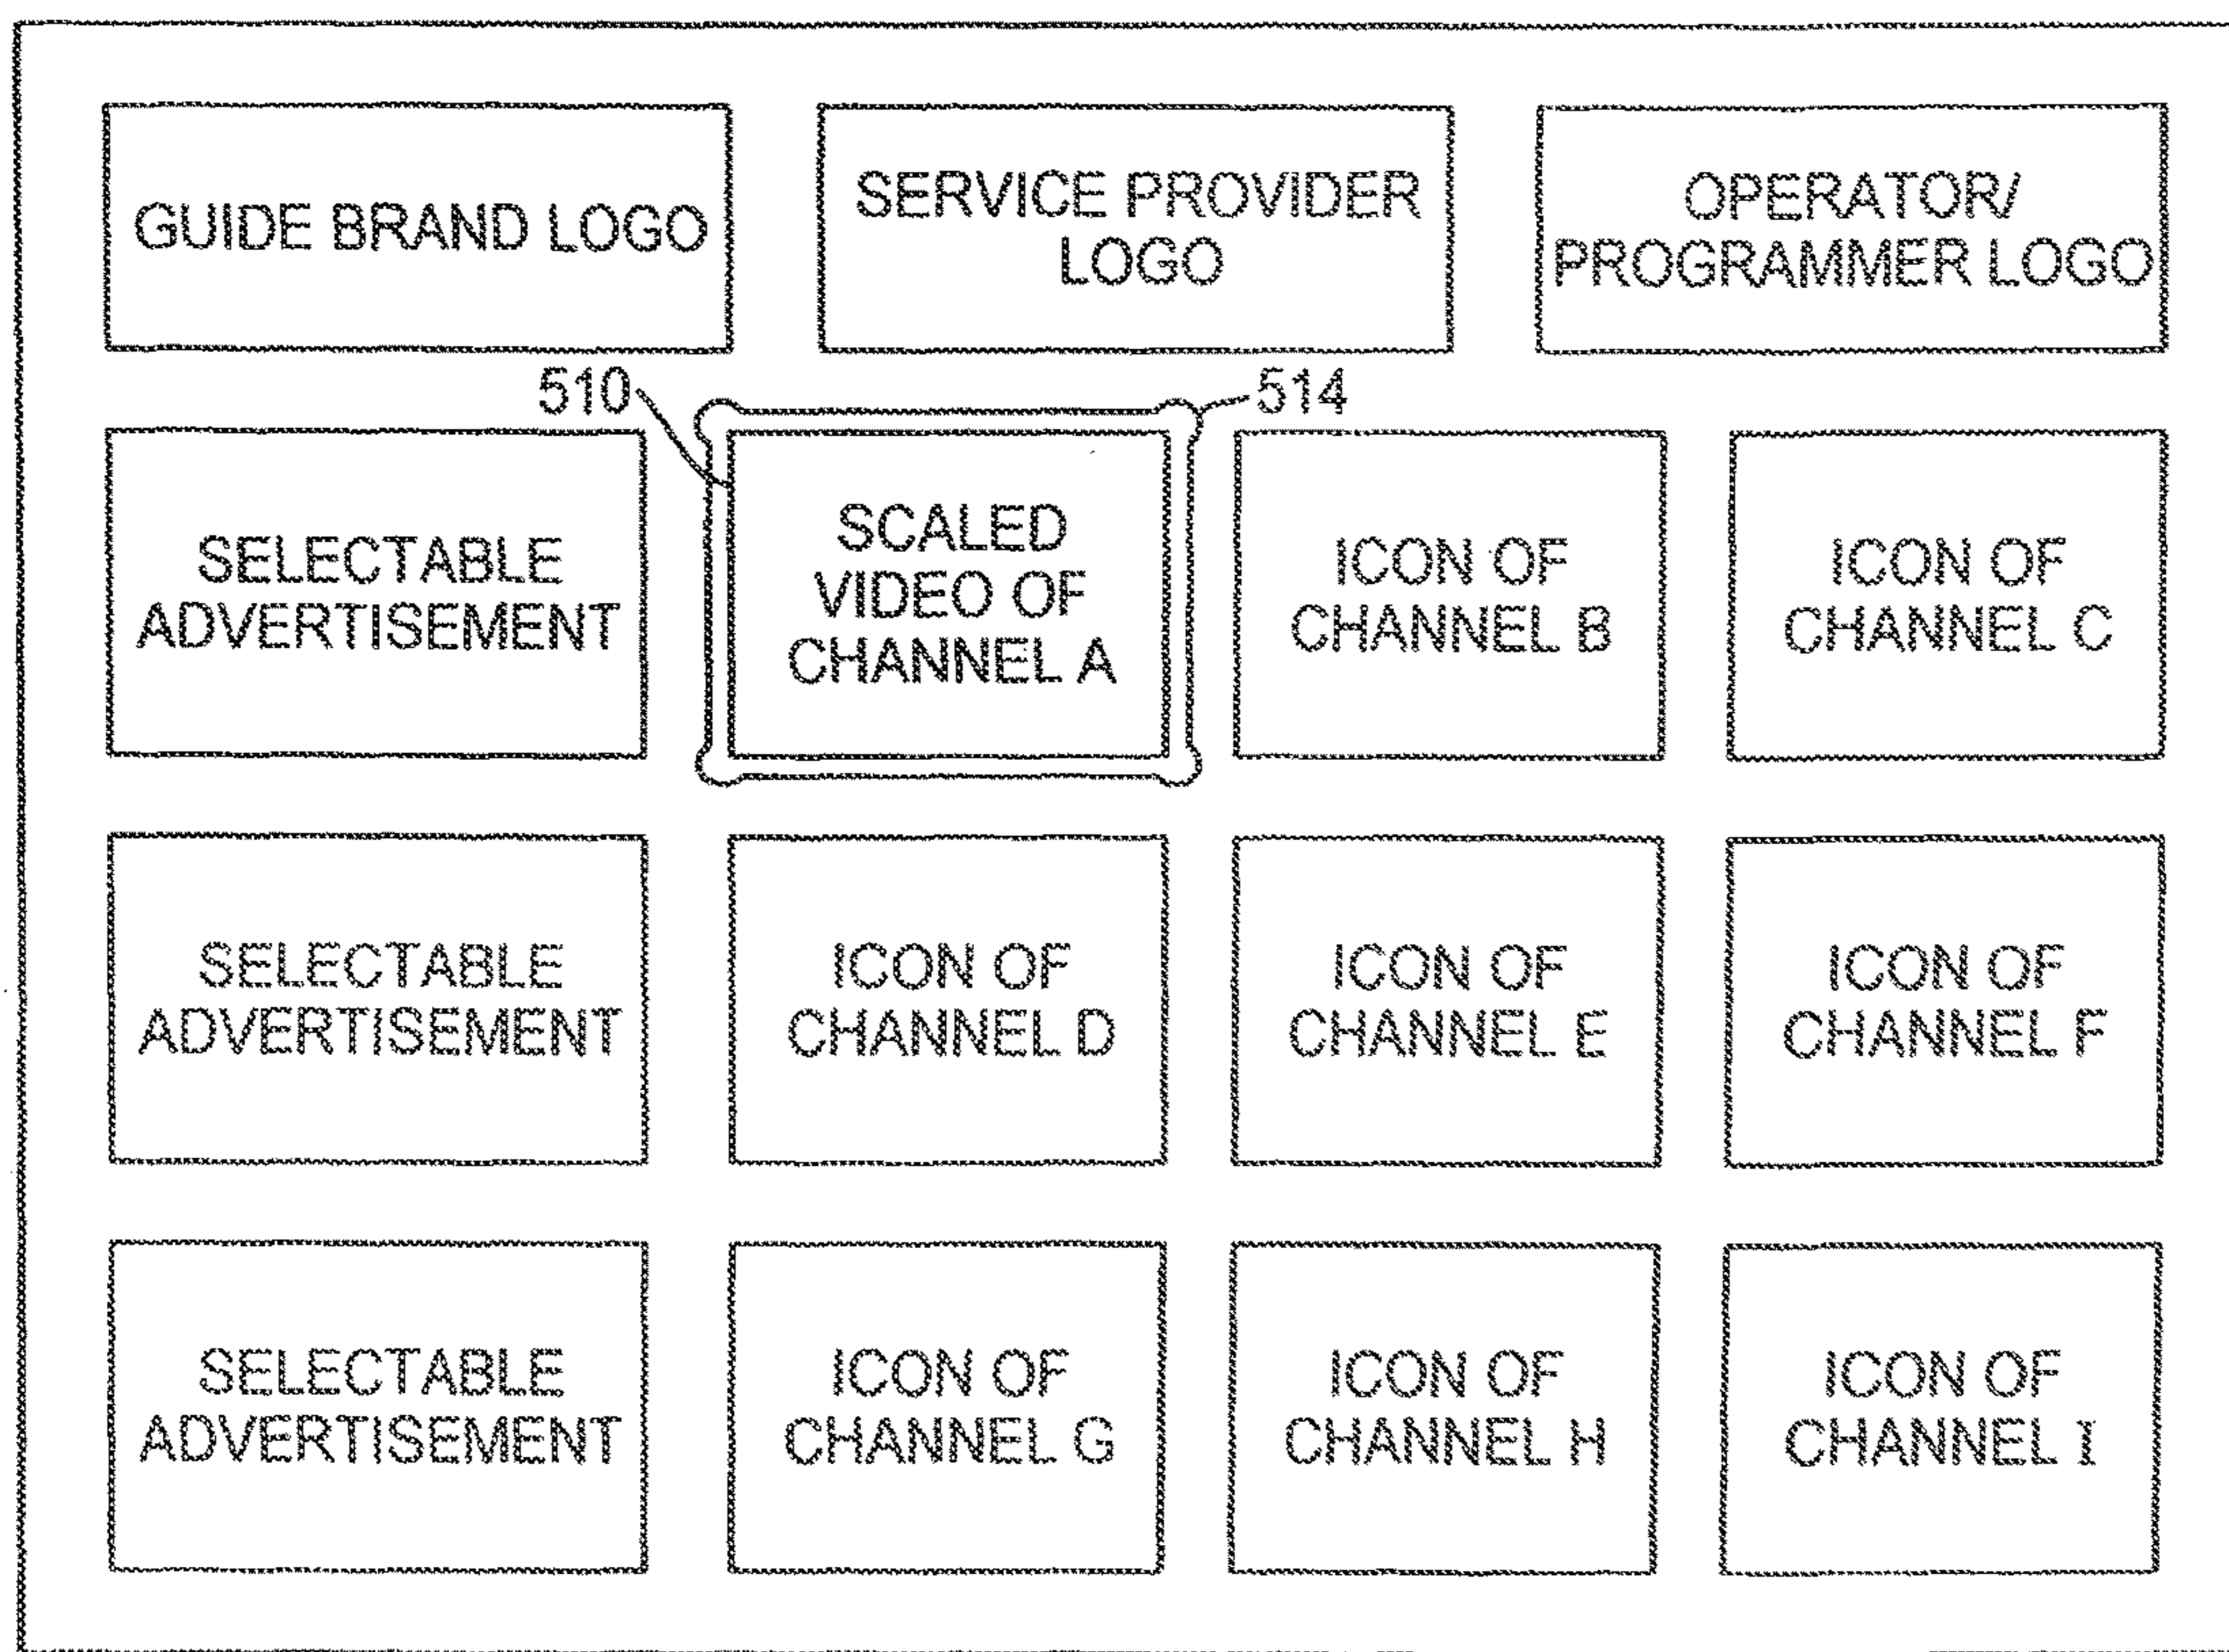 GUIDE BRAND LOGO
SERVICE PROVIDER
LOGO
OPERATOR/
PROGRAMMER LOGO
510
514
SELECTABLE
ADVERTISEMENT
SCALED
VIDEO OF
CHANNEL A
ICON OF
CHANNEL B
ICON OF
CHANNEL C
SELECTABLE
ADVERTISEMENT
ICON OF
CHANNEL D
ICON OF
CHANNEL E
ICON OF
CHANNEL F
SELECTABLE
ADVERTISEMENT
ICON OF
CHANNEL G
ICON OF
CHANNEL H
ICON OF
CHANNEL I